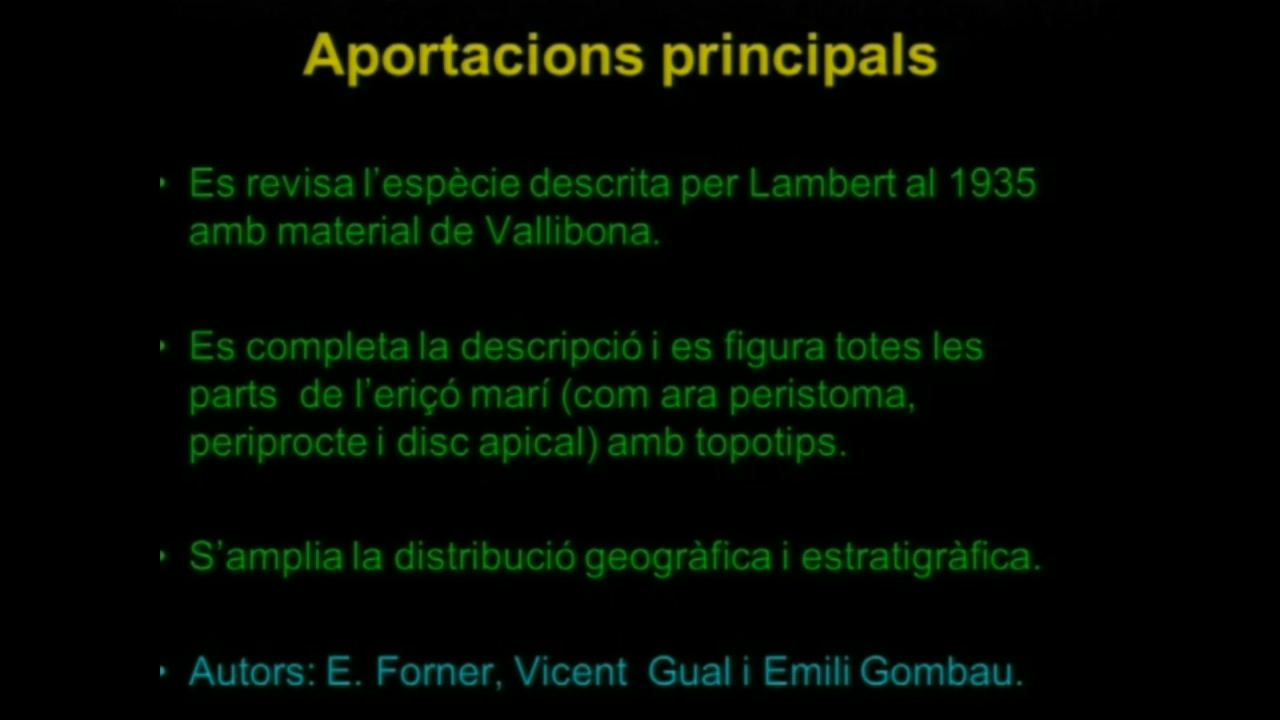 Aportacions principals
• Es revisa l’espècie descrita per Lambert al 1935
amb material de Vallibona.
• Es completa la descripció i es figura totes les
parts de l’eriçó marí (com ara peristoma,
periprocte i disc apical) amb topotips.
• S’amplia la distribució geogràfica i estratigràfica.
• Autors: E. Forner, Vicent Gual i Emili Gombau.